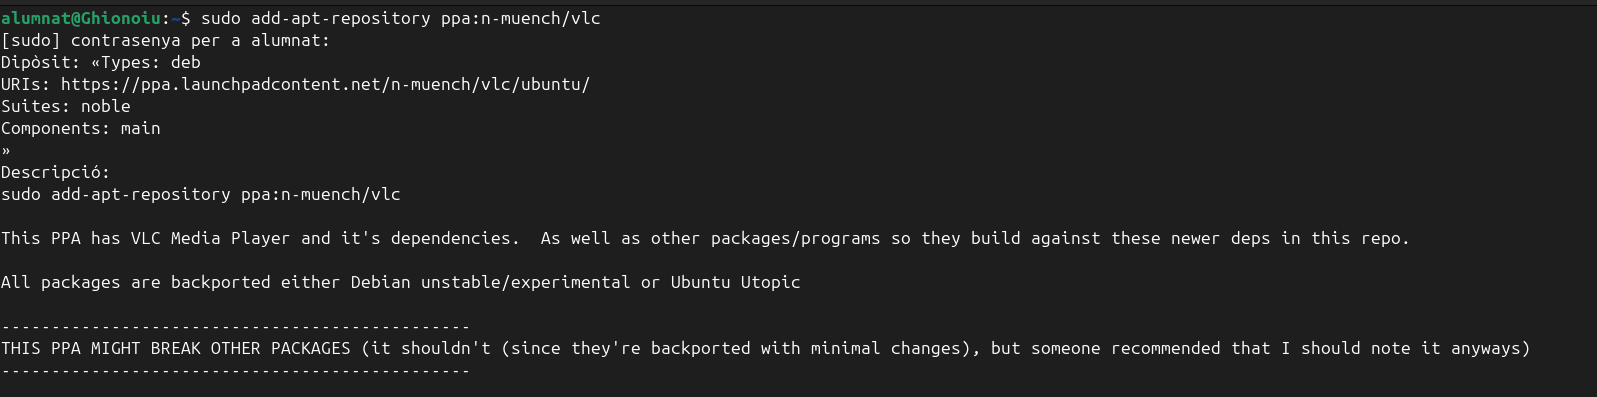 alumnat@Ghionoiu:~$ sudo add-apt-repository ppa:n-muench/vlc
[sudo] contrasenya per a alumnat:
Dipòsit: «Types: deb
URIs: https://ppa.launchpadcontent.net/n-muench/vlc/ubuntu/
Suites: noble
Components: main
»
Descripció:
sudo add-apt-repository ppa:n-muench/vlc
This PPA has VLC Media Player and it's dependencies.  As well as other packages/programs so they build against these newer deps in this repo.
All packages are backported either Debian unstable/experimental or Ubuntu Utopic
-----------------------------------------------
THIS PPA MIGHT BREAK OTHER PACKAGES (it shouldn't (since they're backported with minimal changes), but someone recommended that I should note it anyways)
-----------------------------------------------